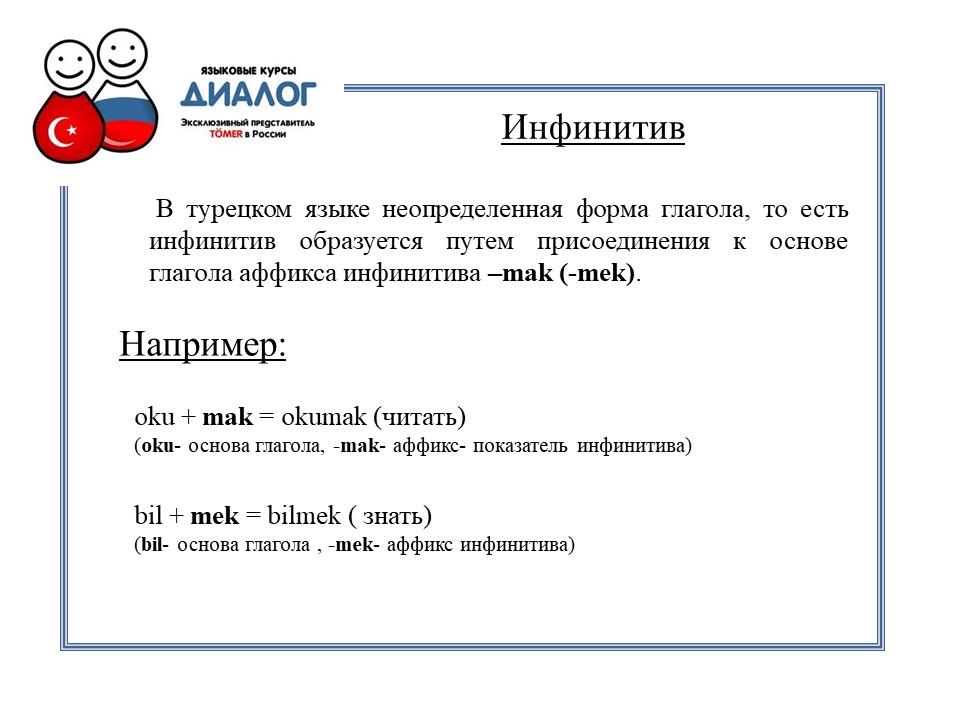 ЯЗЫКОВЫЕ КУРСЫ
ДИАЛОГ
Эксклюзивный представитель
TÖMER в России
Инфинитив
В турецком языке неопределенная форма глагола, то есть
инфинитив образуется путем присоединения к основе
глагола аффикса инфинитива –mak (-mek).
Например:
oku + mak = okumak (читать)
(oku- основа глагола, -mak- аффикс- показатель инфинитива)
bil + mek = bilmek ( знать)
(bil- основа глагола , -mek- аффикс инфинитива)